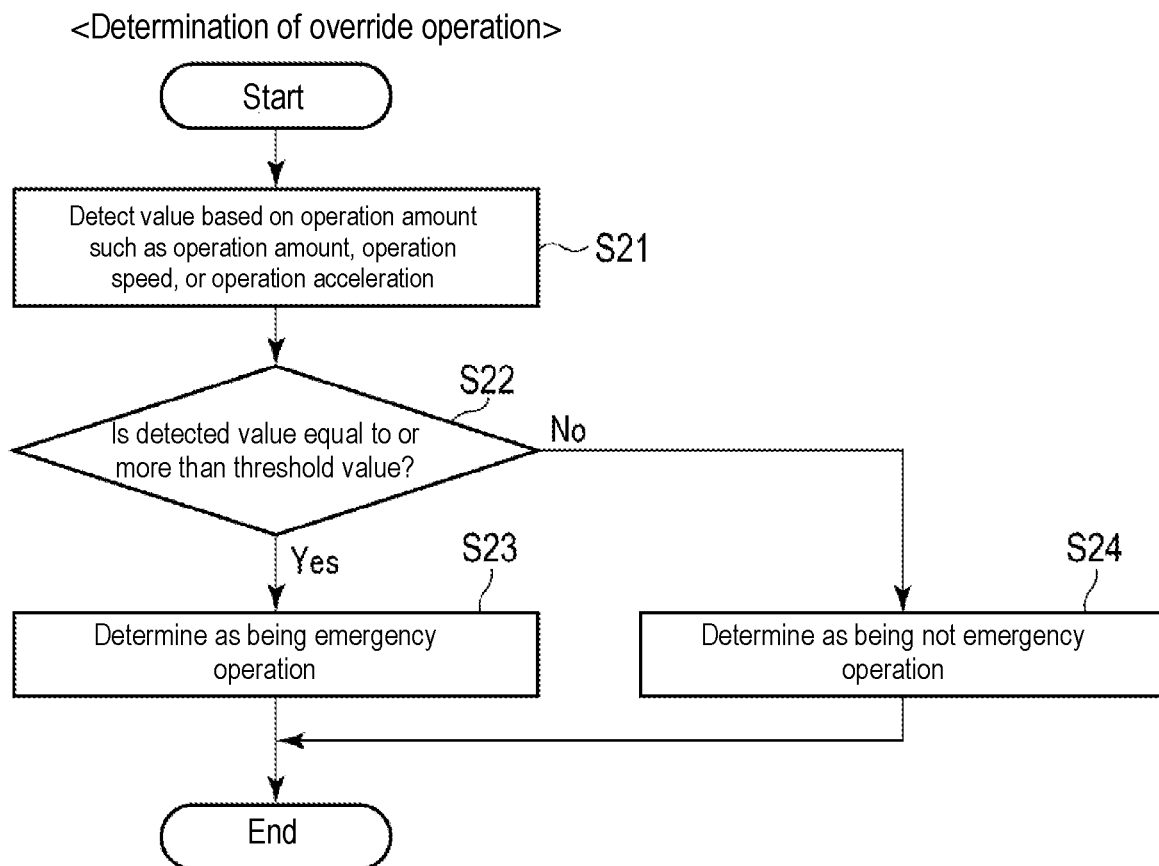 <Determination of override operation>
Start
Detect value based on operation amount
such as operation amount, operation
speed, or operation acceleration
S21
S22
Is detected value equal to or
more than threshold value?
No
Yes
S23
Determine as being emergency
operation
S24
Determine as being not emergency
operation
End